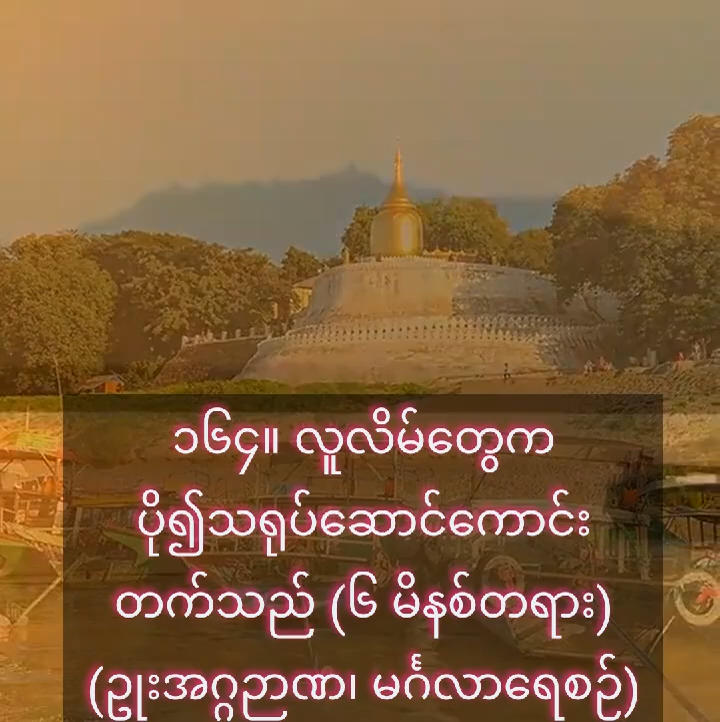 ၁၆၄။ လူလိမ်တွေက
ပို၍သရုပ်ဆောင်ကောင်း
တက်သည် (၆ မိနစ်တရား)
(ဥူးအဂ္ဂဉာဏ၊ မင်္ဂလာရေစဉ်)